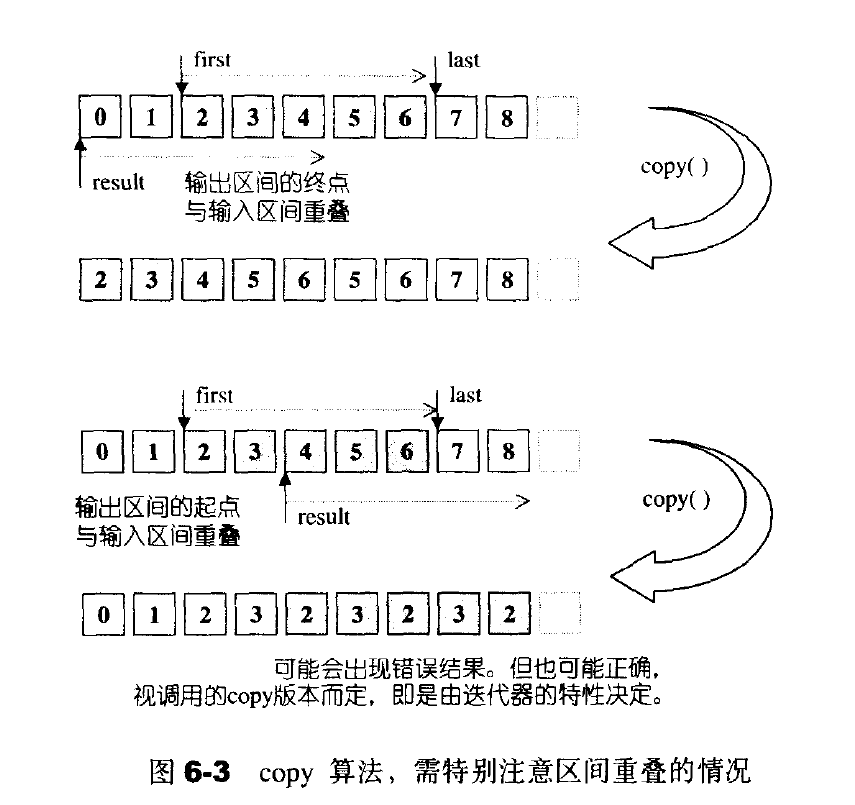 first last
0 1 2 3 4 5 6 7 8
copy( )
result 输出区间的终点
与输入区间重叠
2 3 4 5 6 5 6 7 8
first last
0 1 2 3 4 5 6 7 8
copy( )
输出区间的起点
result
与输入区间重叠
0 1 2 3 2 3 2 3 2
可能会出现错误结果。但也可能正确,
视调用的copy版本而定，即是由迭代器的特性决定。
图 6-3 copy 算法，需特别注意区间重叠的情况